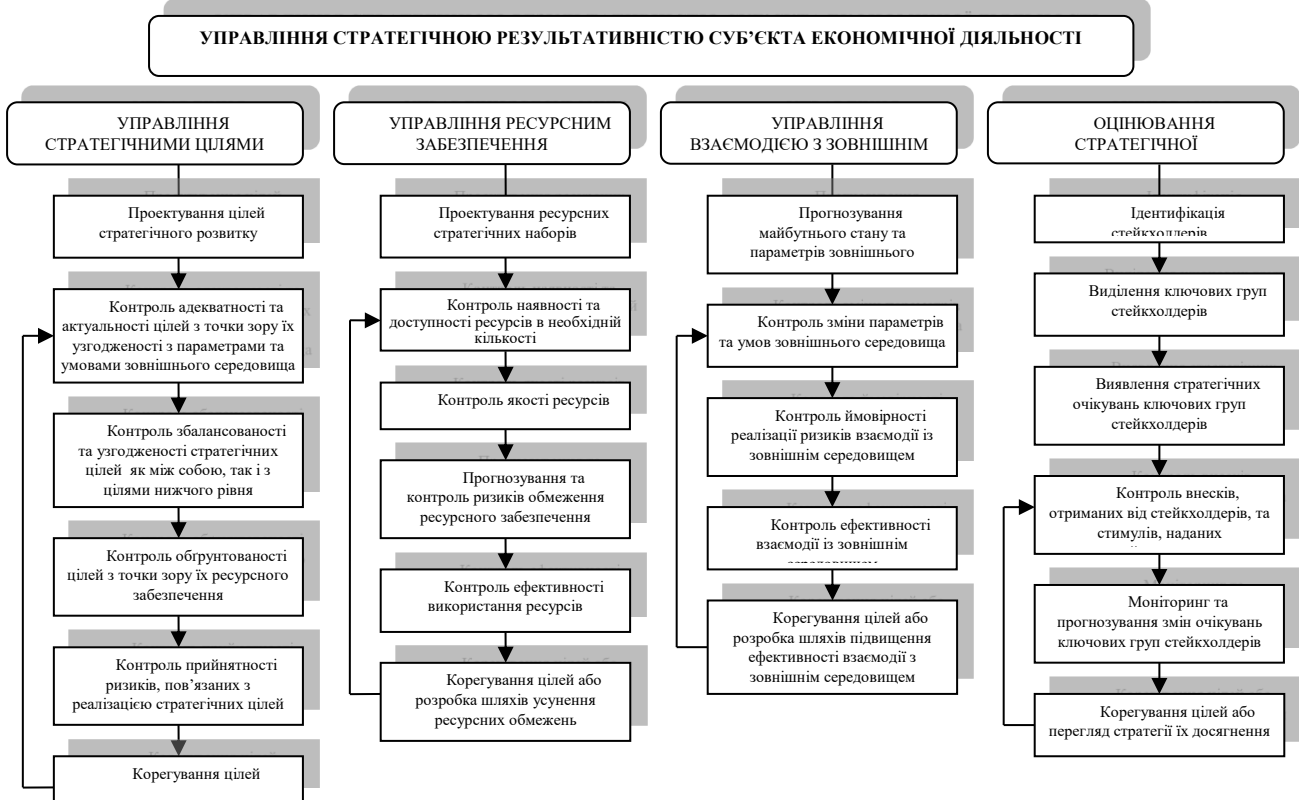 УПРАВЛІННЯ СТРАТЕГІЧНОЮ РЕЗУЛЬТАТИВНІСТЮ СУБ’ЄКТА ЕКОНОМІЧНОЇ ДІЯЛЬНОСТІ
УПРАВЛІННЯ
СТРАТЕГІЧНИМИ ЦІЛЯМИ
Проектування цілей
стратегічного розвитку
Контроль адекватності та
актуальності цілей з точки зору їх
узгодженості з параметрами та
умовами зовнішнього середовища
Контроль збалансованості
та узгодженості стратегічних
цілей як між собою, так і з
цілями нижчого рівня
Контроль обґрунтованості
цілей з точки зору їх ресурсного
забезпечення
Контроль прийнятності
ризиків, пов’язаних з
реалізацією стратегічних цілей
Корегування цілей
УПРАВЛІННЯ РЕСУРСНИМ
ЗАБЕЗПЕЧЕННЯ
Проектування ресурсних
стратегічних наборів
Контроль наявності та
доступності ресурсів в необхідній
кількості
Контроль якості ресурсів
Прогнозування та
контроль ризиків обмеження
ресурсного забезпечення
Контроль ефективності
використання ресурсів
Корегування цілей або
розробка шляхів усунення
ресурсних обмежень
УПРАВЛІННЯ
ВЗАЄМОДІЄЮ З ЗОВНІШНІМ
Прогнозування
майбутнього стану та
параметрів зовнішнього
Контроль зміни параметрів
та умов зовнішнього середовища
Контроль ймовірності
реалізації ризиків взаємодії із
зовнішнім середовищем
Контроль ефективності
взаємодії із зовнішнім
середовищем
Корегування цілей або
розробка шляхів підвищення
ефективності взаємодії з
зовнішнім середовищем
ОЦІНЮВАННЯ
СТРАТЕГІЧНОЇ
Ідентифікація
стейкхолдерів
Виділення ключових груп
стейкхолдерів
Виявлення стратегічних
очікувань ключових груп
стейкхолдерів
Контроль внесків,
отриманих від стейкхолдерів, та
стимулів, наданих
Моніторинг та
прогнозування змін очікувань
ключових груп стейкхолдерів
Корегування цілей або
перегляд стратегії їх досягнення